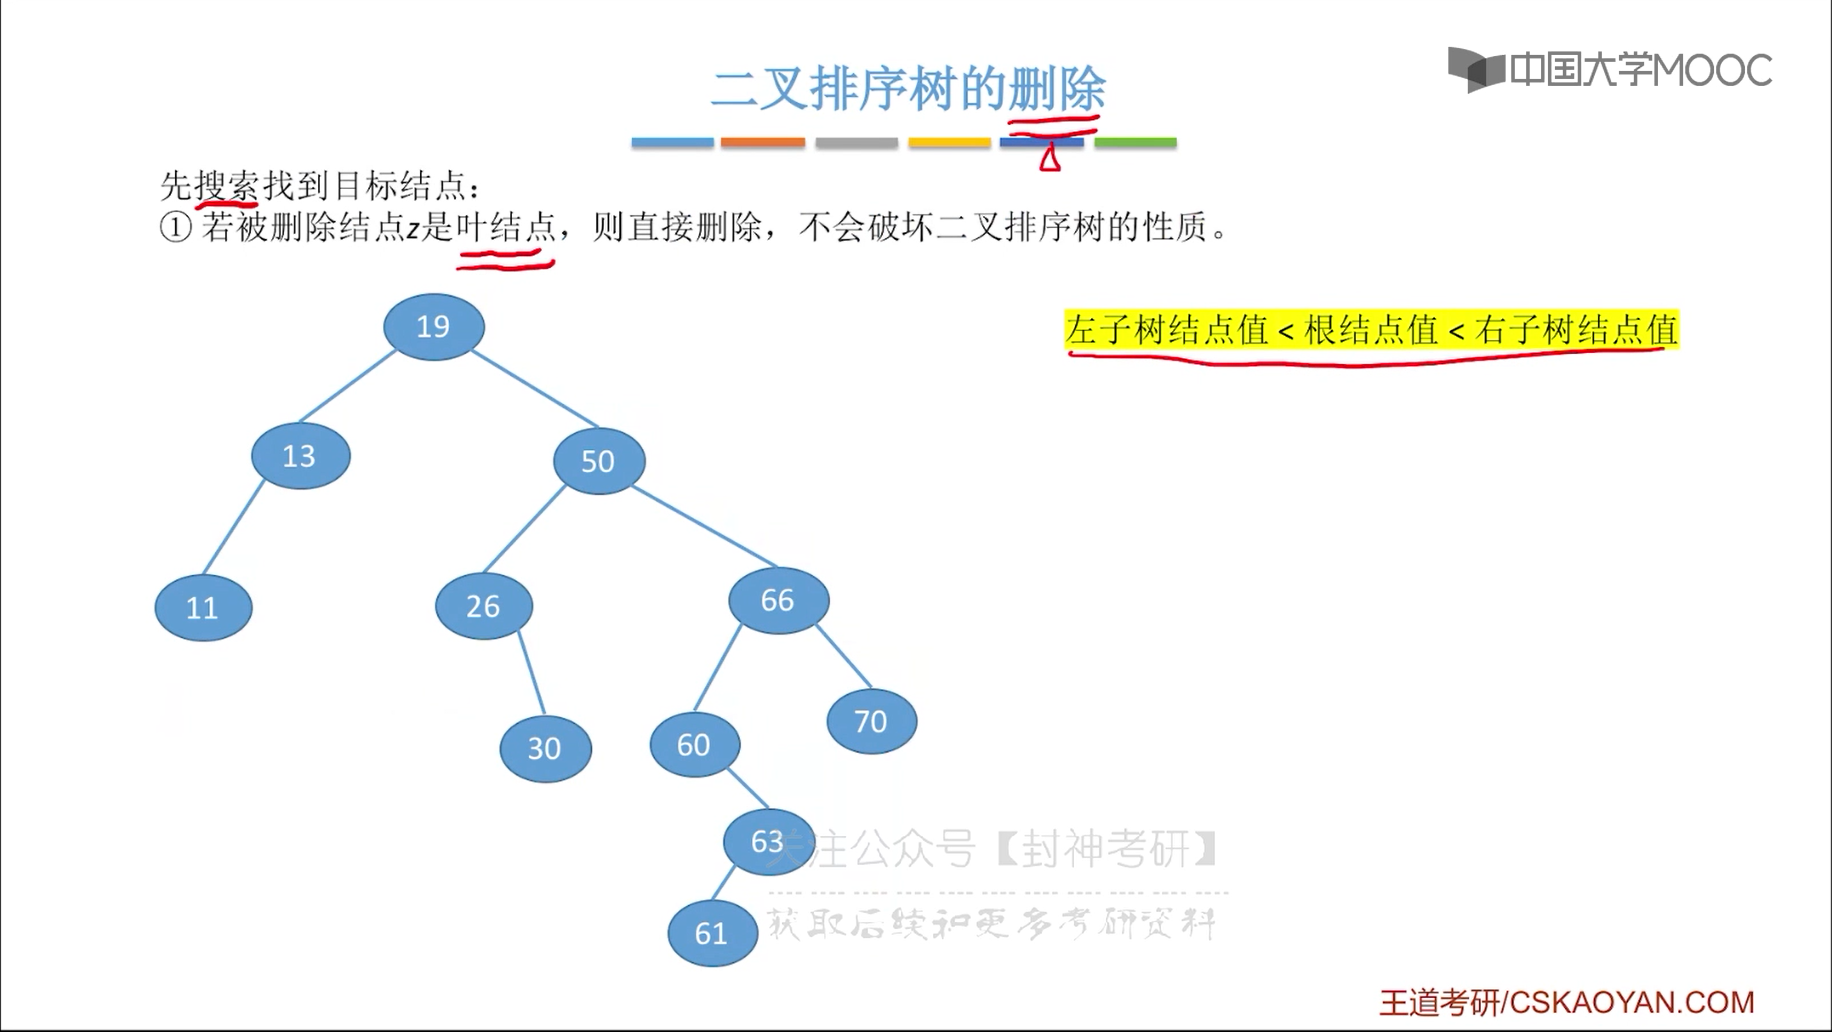 中国大学MOOC
二叉排序树的删除
先搜索找到目标结点：
① 若被删除结点z是叶结点，则直接删除，不会破坏二叉排序树的性质。
左子树结点值 < 根结点值 < 右子树结点值
19
13
50
11
26
66
30
60
70
63
关注公众号【封神考研】
61
获取后续和更多考研资料
王道考研/CSKAOYAN.COM